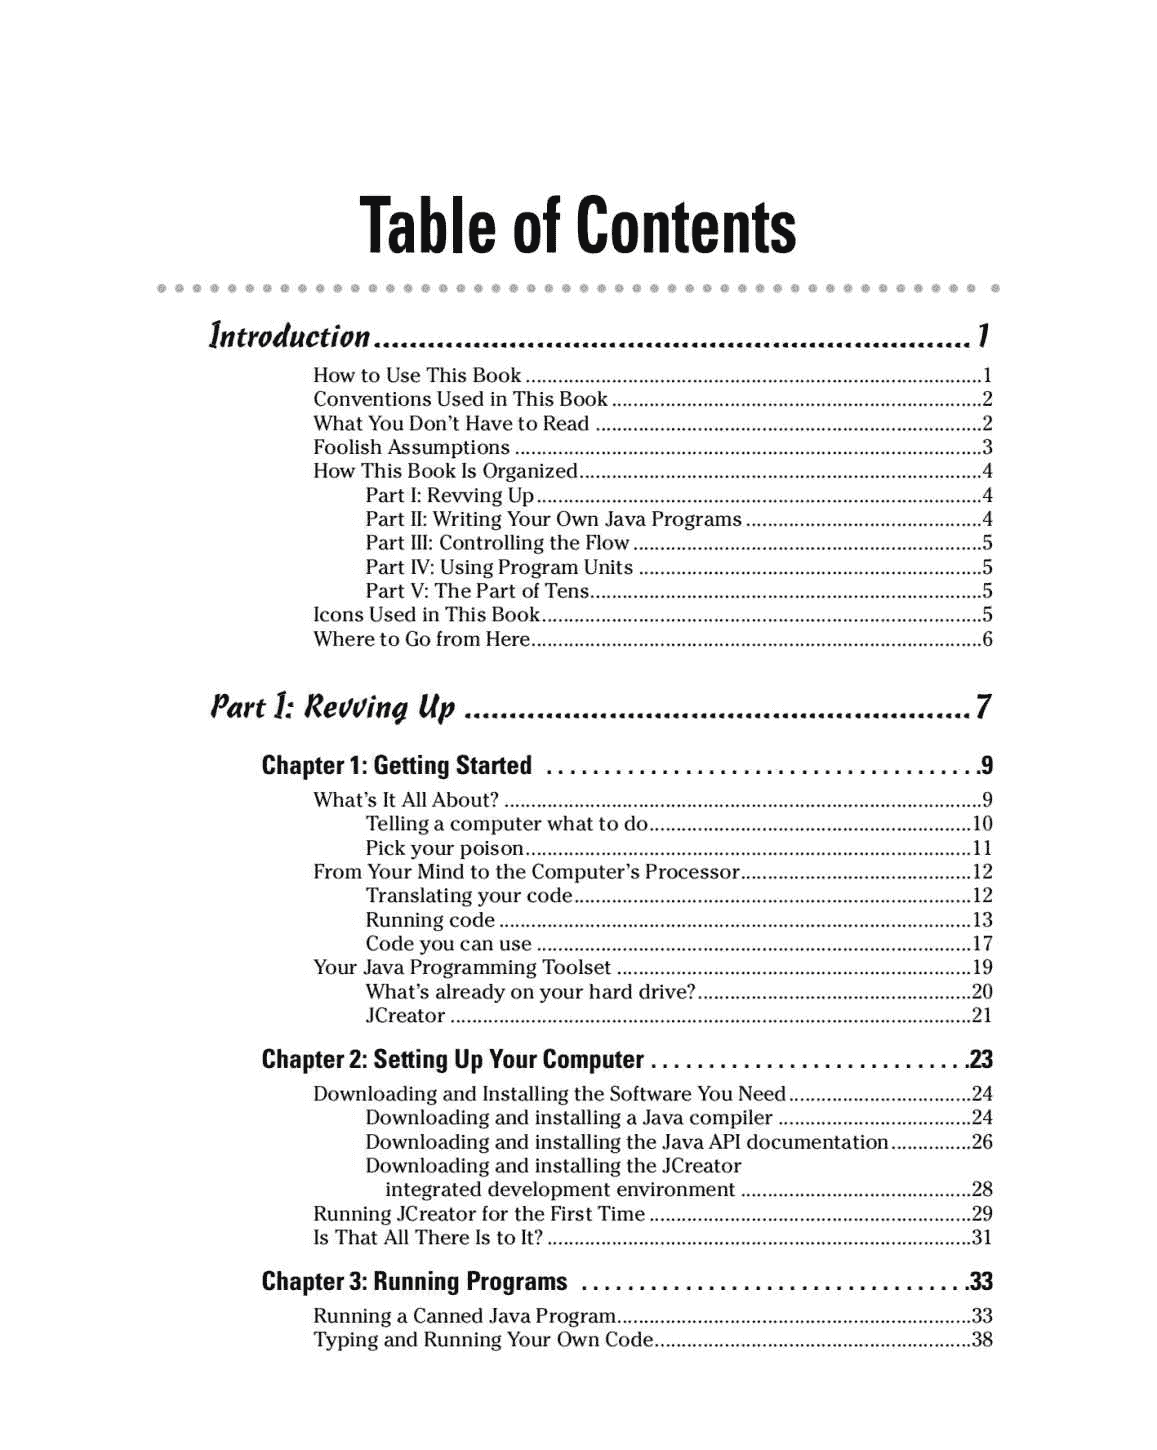 Table of Contents
Introduction.................................................................. 1
How to Use This Book .....................................................................................1
Conventions Used in This Book .....................................................................2
What You Don't Have to Read ........................................................................2
Foolish Assumptions .......................................................................................3
How This Book Is Organized...........................................................................4
Part I: Revving Up...................................................................................4
Part II: Writing Your Own Java Programs ............................................4
Part III: Controlling the Flow .................................................................5
Part IV: Using Program Units ................................................................5
Part V: The Part of Tens.........................................................................5
Icons Used in This Book..................................................................................5
Where to Go from Here....................................................................................6
Part I: Revving Up ........................................................ 7
Chapter 1: Getting Started . . . . . . . . . . . . . . . . . . . . . . . . . . . . . . . . . . . . . .9
What's It All About? .........................................................................................9
Telling a computer what to do............................................................10
Pick your poison...................................................................................11
From Your Mind to the Computer's Processor...........................................12
Translating your code..........................................................................12
Running code ........................................................................................13
Code you can use .................................................................................17
Your Java Programming Toolset ..................................................................19
What's already on your hard drive?...................................................20
JCreator .................................................................................................21
Chapter 2: Setting Up Your Computer . . . . . . . . . . . . . . . . . . . . . . . . . . . .23
Downloading and Installing the Software You Need..................................24
Downloading and installing a Java compiler ....................................24
Downloading and installing the Java API documentation...............26
Downloading and installing the JCreator
integrated development environment ...........................................28
Running JCreator for the First Time ............................................................29
Is That All There Is to It? ...............................................................................31
Chapter 3: Running Programs . . . . . . . . . . . . . . . . . . . . . . . . . . . . . . . . . .33
Running a Canned Java Program..................................................................33
Typing and Running Your Own Code...........................................................38